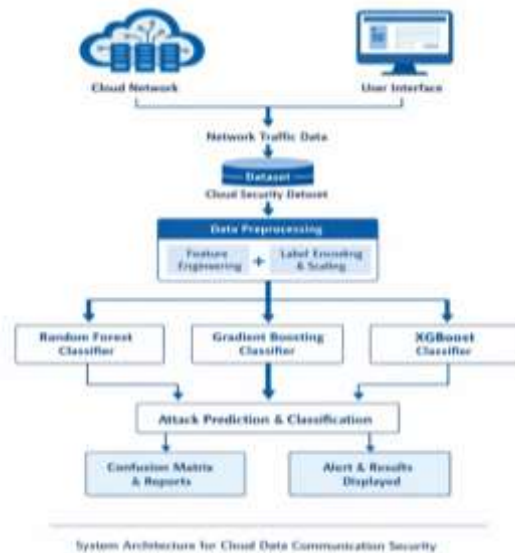 Cloud Network
User Interface
Network Traffic Data
Dataset
Cloud Security Dataset
Data Preprocessing
Feature
Engineering
+
Label Encoding
& Scaling
Random Forest
Classifier
Gradient Boosting
Classifier
XGBoost
Classifier
Attack Prediction & Classification
Confusion Matrix
& Reports
Alert & Results
Displayed
System Architecture for Cloud Data Communication Security